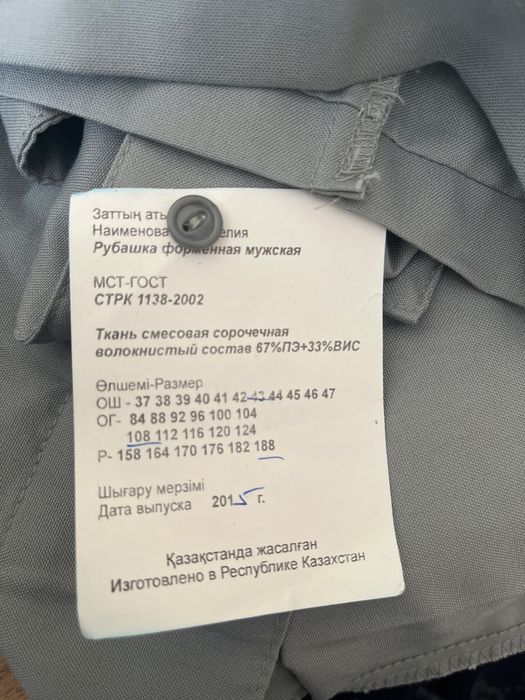 Заттың аты
Наименова елия
Рубашка форменная мужская
МСТ-ГОСТ
СТРК 1138-2002
Ткань смесовая сорочечная
волокнистый состав 67%ПЭ+33%ВИС
Өлшемі-Размер
ОШ - 37 38 39 40 41 42 43 44 45 46 47
ОГ- 84 88 92 96 100 104
108 112 116 120 124
Р- 158 164 170 176 182 188
Шығару мерзімі
Дата выпуска 2015 г.
Қазақстанда жасалған
Изготовлено в Республике Казахстан